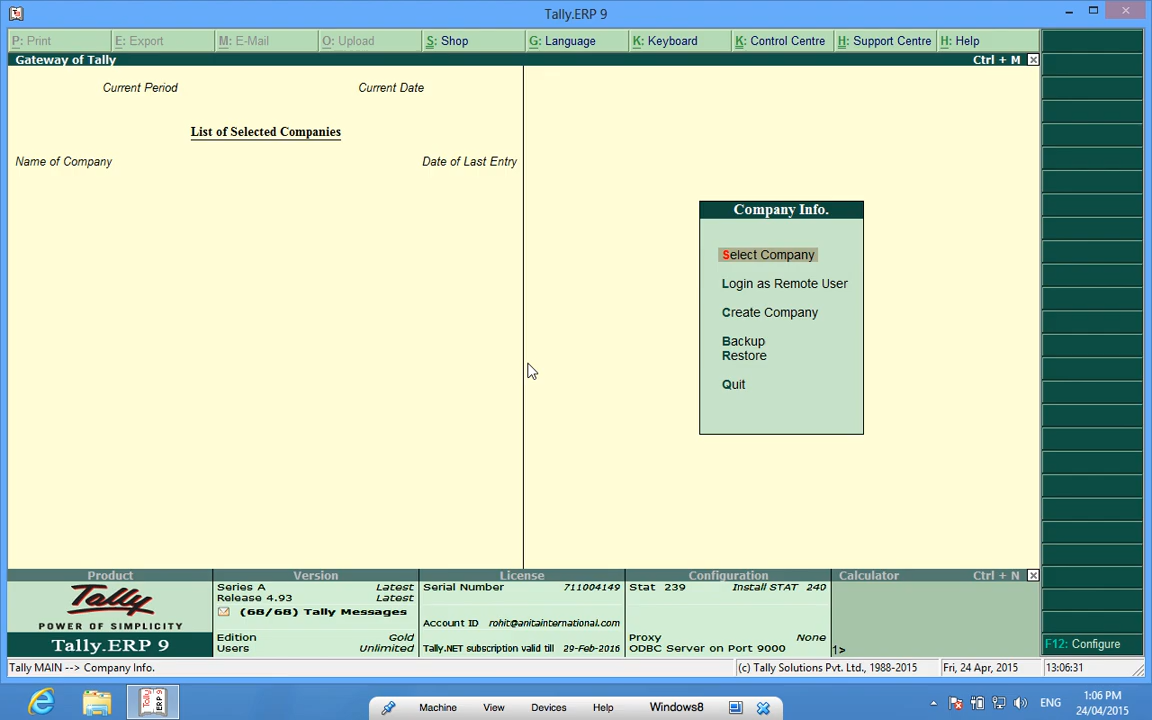 Tally.ERP 9
P: Print E: Export M: E-Mail O: Upload S: Shop G: Language K: Keyboard K: Control Centre H: Support Centre H: Help
Gateway of Tally Ctrl + M
Current Period Current Date
List of Selected Companies
Name of Company Date of Last Entry
Company Info.
Select Company
Login as Remote User
Create Company
Backup
Restore
Quit
F12: Configure
Product Version License Configuration Calculator Ctrl + N
Tally
POWER OF SIMPLICITY
Tally.ERP 9
Series A Latest
Release 4.93 Latest
(68/68) Tally Messages
Edition Gold
Users Unlimited
Serial Number 711004149
Account ID rohit@anitainternational.com
Tally.NET subscription valid till 29-Feb-2016
Stat 239 Install STAT 240
Proxy None
ODBC Server on Port 9000
1>
Tally MAIN --> Company Info. (c) Tally Solutions Pvt. Ltd., 1988-2015 Fri, 24 Apr, 2015 13:06:31
Tally ERP 9
Machine View Devices Help Windows8
ENG
1:06 PM
24/04/2015